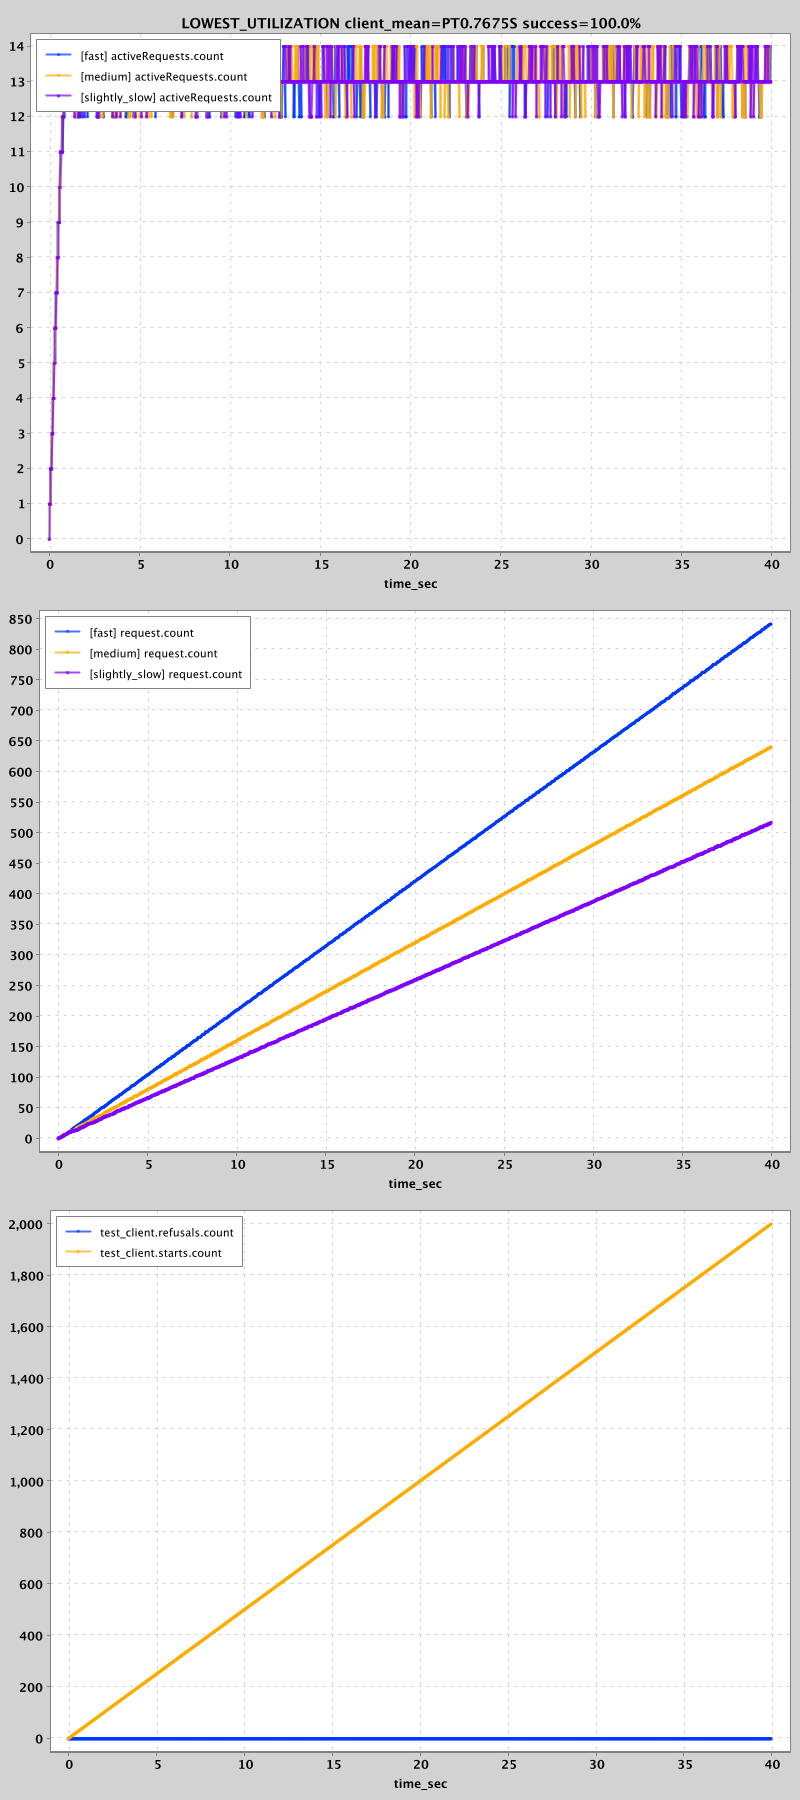 LOWEST_UTILIZATION client_mean=PT0.7675S success=100.0%
[fast] activeRequests.count
[medium] activeRequests.count
[slightly_slow] activeRequests.count
14
13
12
11
10
9
8
7
6
5
4
3
2
1
0
0 5 10 15 20 25 30 35 40
time_sec
[fast] request.count
[medium] request.count
[slightly_slow] request.count
850
800
750
700
650
600
550
500
450
400
350
300
250
200
150
100
50
0
0 5 10 15 20 25 30 35 40
time_sec
test_client.refusals.count
test_client.starts.count
2,000
1,800
1,600
1,400
1,200
1,000
800
600
400
200
0
0 5 10 15 20 25 30 35 40
time_sec